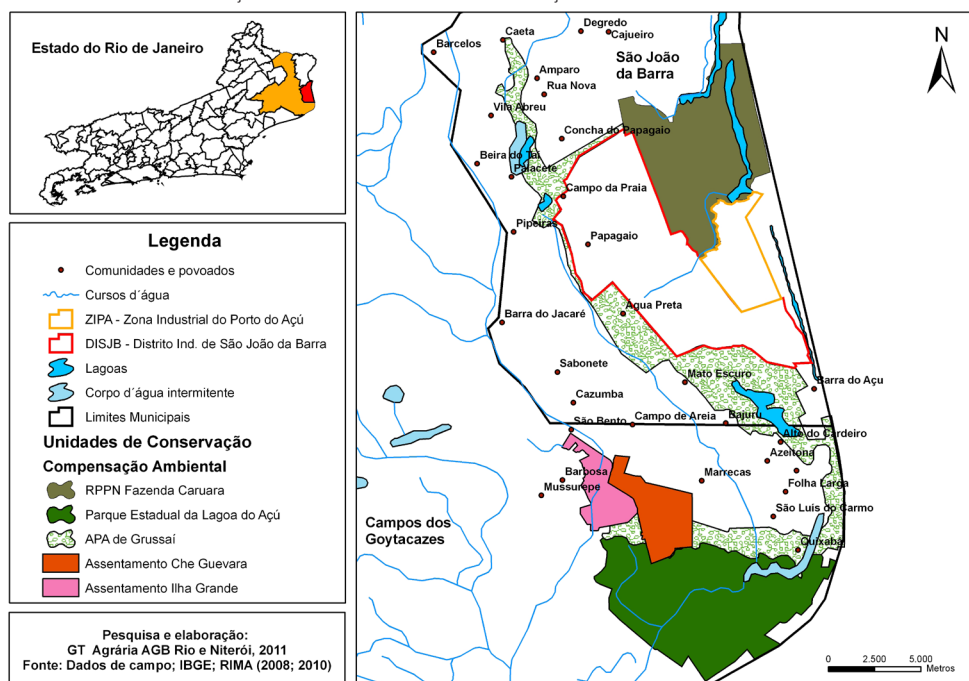 Estado do Rio de Janeiro
Legenda
Comunidades e povoados
Cursos d´água
ZIPA - Zona Industrial do Porto do Açú
DISJB - Distrito Ind. de São João da Barra
Lagoas
Corpo d´água intermitente
Limites Municipais
Unidades de Conservação
Compensação Ambiental
RPPN Fazenda Caruara
Parque Estadual da Lagoa do Açú
APA de Grussaí
Assentamento Che Guevara
Assentamento Ilha Grande
Pesquisa e elaboração:
GT Agrária AGB Rio e Niterói, 2011
Fonte: Dados de campo; IBGE; RIMA (2008; 2010)
Degredo
Cajueiro
Caeta
Barcelos
São João
da Barra
N
Amparo
Rua Nova
Vila Abreu
Concha do Papagaio
Beira do Taí
Palacete
Campo da Praia
Pipeiras
Papagaio
Água Preta
Barra do Jacaré
Sabonete
Mato Escuro
Barra do Açu
Cazumba
São Bento
Campo de Areia
Bajuru
Alto do Cardeiro
Azeitona
Barbosa
Marrecas
Mussurepe
Folha Larga
São Luis do Carmo
Campos dos
Goytacazes
Quixaba
0 2.500 5.000
Metros